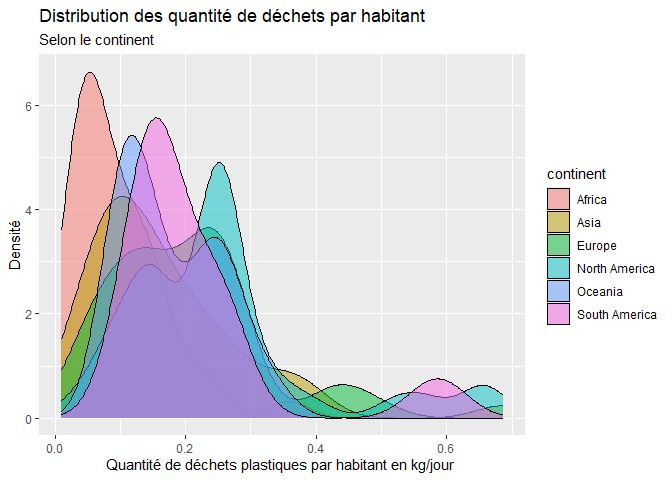 Distribution des quantité de déchets par habitant
Selon le continent
6
4
2
0
Densité
0.0
0.2
0.4
0.6
Quantité de déchets plastiques par habitant en kg/jour
continent
Africa
Asia
Europe
North America
Oceania
South America